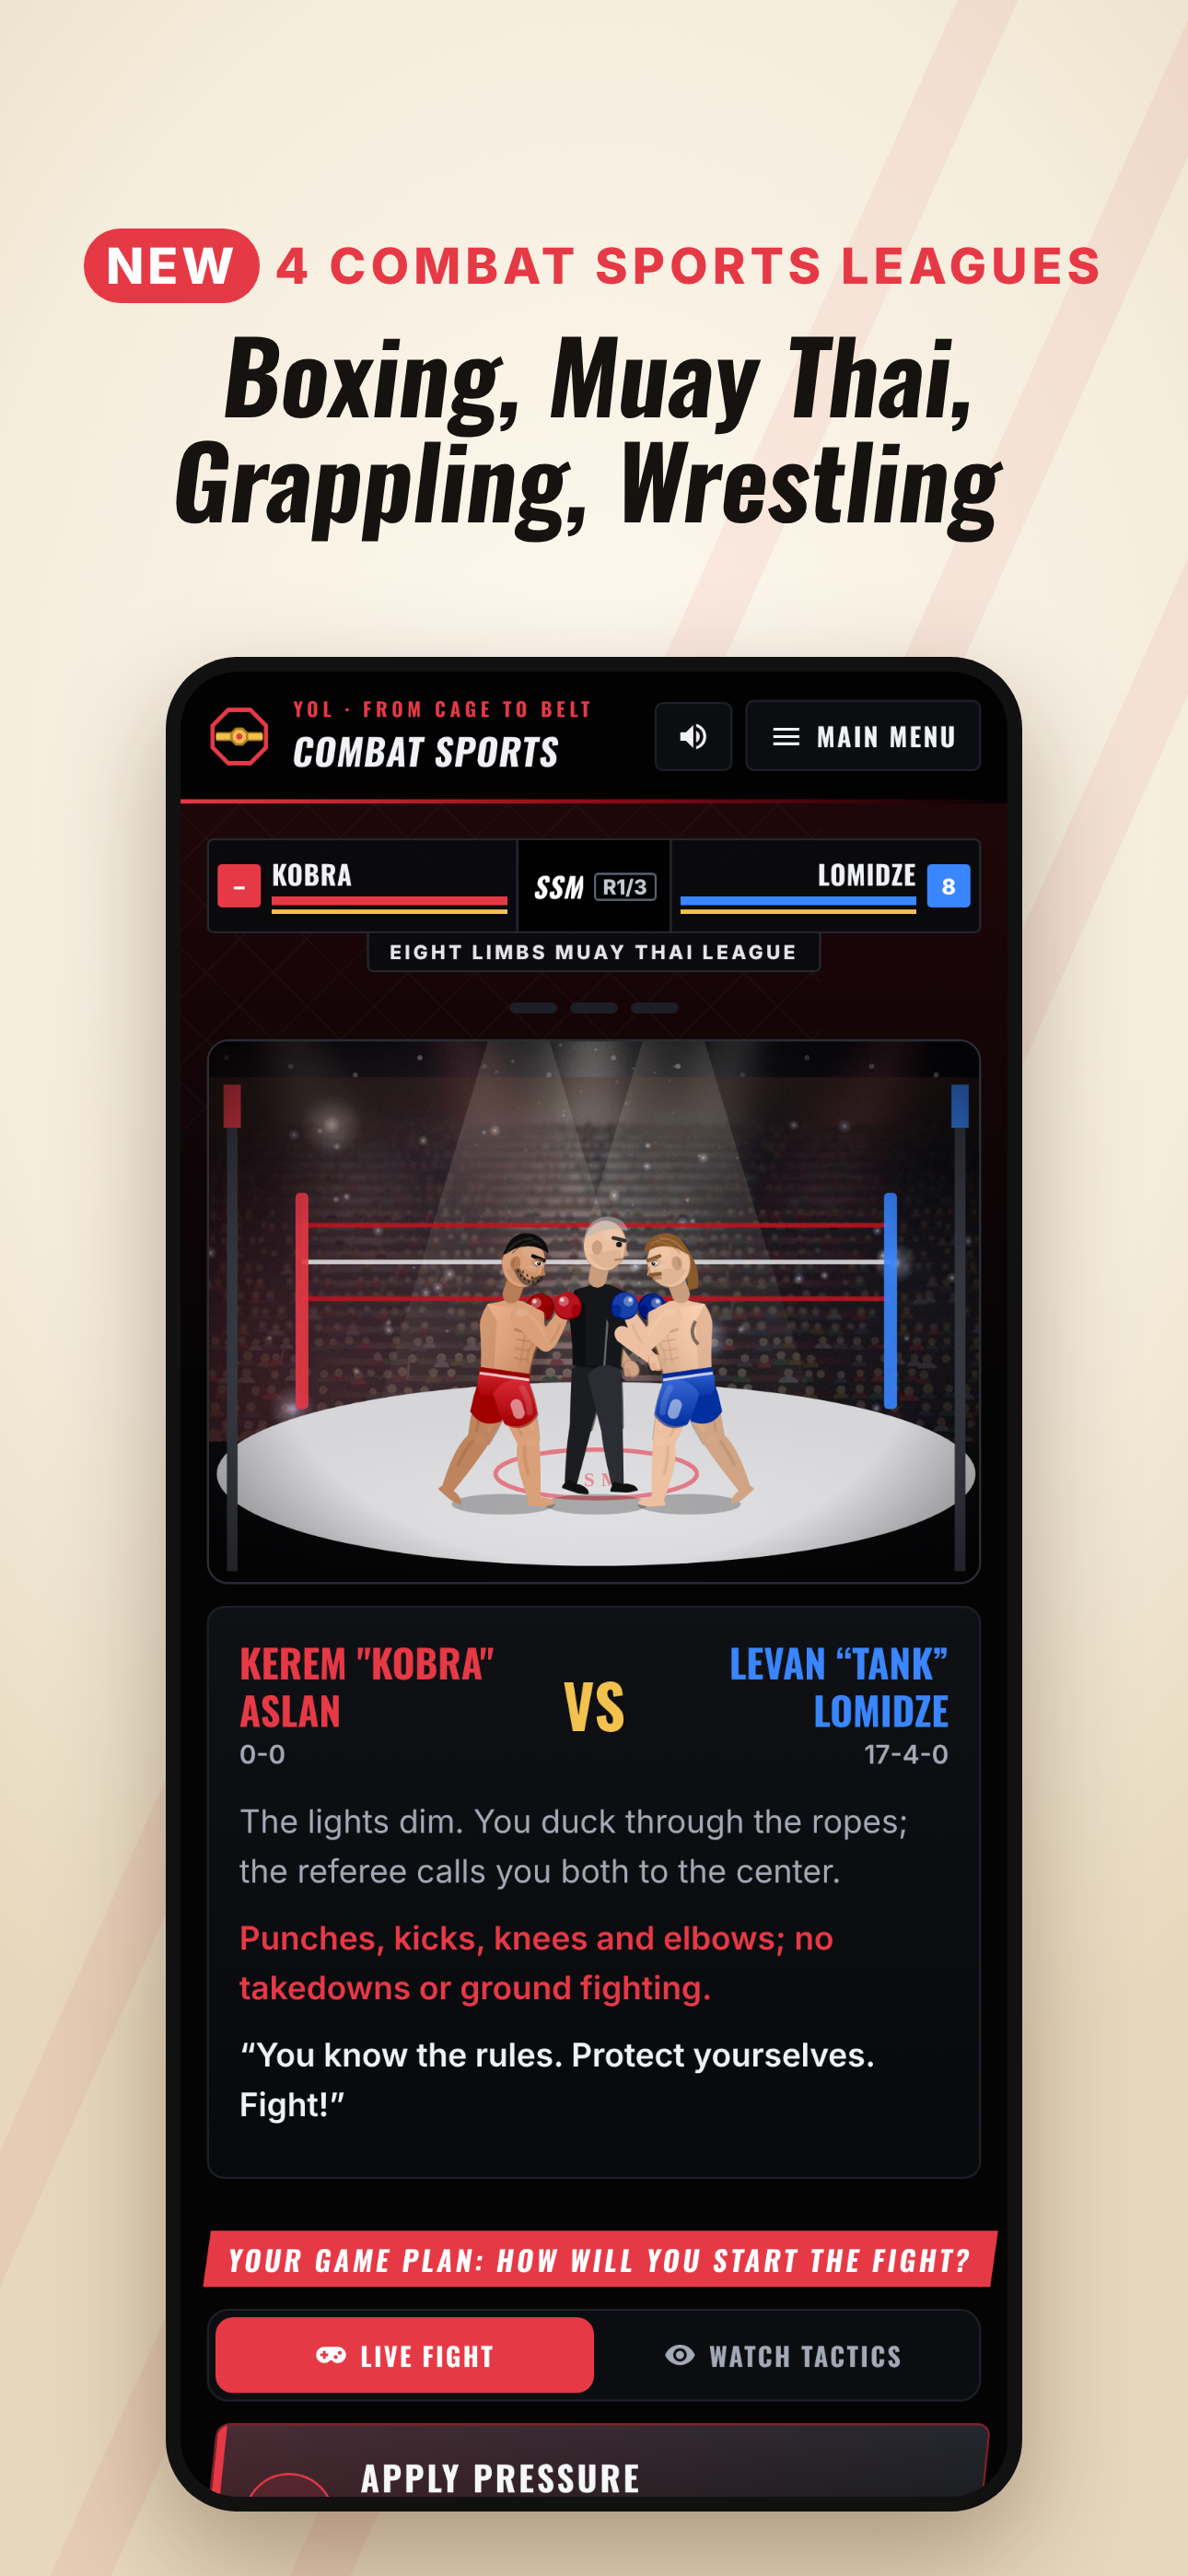 NEW 4 COMBAT SPORTS LEAGUES
Boxing, Muay Thai,
Grappling, Wrestling
YOL · FROM CAGE TO BELT
COMBAT SPORTS
MAIN MENU
– KOBRA
SSM R1/3
LOMIDZE 8
EIGHT LIMBS MUAY THAI LEAGUE
KEREM "KOBRA"
ASLAN
0-0
VS
LEVAN “TANK”
LOMIDZE
17-4-0
The lights dim. You duck through the ropes;
the referee calls you both to the center.
Punches, kicks, knees and elbows; no
takedowns or ground fighting.
“You know the rules. Protect yourselves.
Fight!”
YOUR GAME PLAN: HOW WILL YOU START THE FIGHT?
LIVE FIGHT
WATCH TACTICS
APPLY PRESSURE